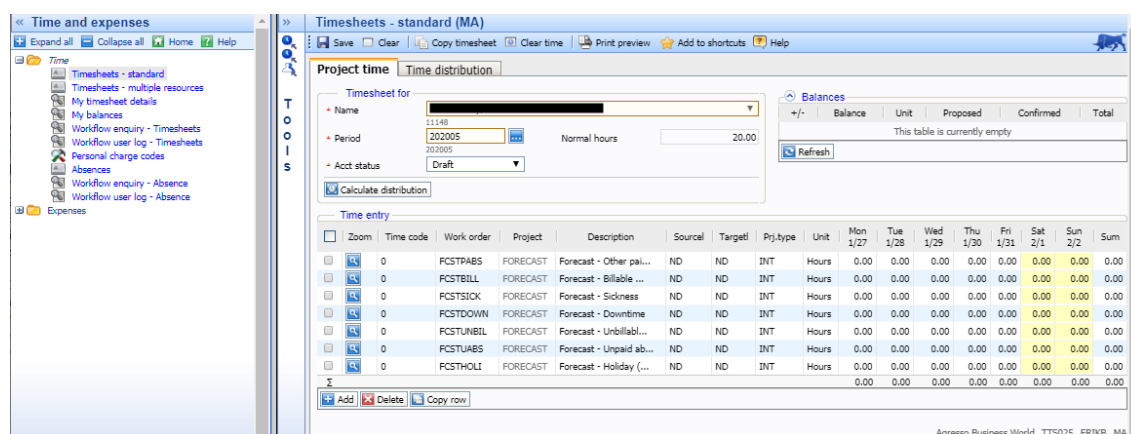 « Time and expenses
Expand all Collapse all Home Help
Time
Timesheets - standard
Timesheets - multiple resources
My timesheet details
My balances
Workflow enquiry - Timesheets
Workflow user log - Timesheets
Personal charge codes
Absences
Workflow enquiry - Absence
Workflow user log - Absence
Expenses
»
T
o
o
l
s
Timesheets - standard (MA)
Save Clear Copy timesheet Clear time Print preview Add to shortcuts Help
Project time Time distribution
Timesheet for
* Name
11148
* Period 202005 Normal hours 20.00
202005
* Acct status Draft
Calculate distribution
Balances
+/- Balance Unit Proposed Confirmed Total
This table is currently empty
Refresh
Time entry
Zoom Time code Work order Project Description Sourcel Targetl Prj.type Unit Mon 1/27 Tue 1/28 Wed 1/29 Thu 1/30 Fri 1/31 Sat 2/1 Sun 2/2 Sum
0 FCSTPABS FORECAST Forecast - Other pai... ND ND INT Hours 0.00 0.00 0.00 0.00 0.00 0.00 0.00 0.00
0 FCSTBILL FORECAST Forecast - Billable ... ND ND INT Hours 0.00 0.00 0.00 0.00 0.00 0.00 0.00 0.00
0 FCSTSICK FORECAST Forecast - Sickness ND ND INT Hours 0.00 0.00 0.00 0.00 0.00 0.00 0.00 0.00
0 FCSTDOWN FORECAST Forecast - Downtime ND ND INT Hours 0.00 0.00 0.00 0.00 0.00 0.00 0.00 0.00
0 FCSTUNBIL FORECAST Forecast - Unbillabl... ND ND INT Hours 0.00 0.00 0.00 0.00 0.00 0.00 0.00 0.00
0 FCSTUABS FORECAST Forecast - Unpaid ab... ND ND INT Hours 0.00 0.00 0.00 0.00 0.00 0.00 0.00 0.00
0 FCSTHOLI FORECAST Forecast - Holiday (... ND ND INT Hours 0.00 0.00 0.00 0.00 0.00 0.00 0.00 0.00
Σ 0.00 0.00 0.00 0.00 0.00 0.00 0.00 0.00
Add Delete Copy row
Agresso Business World TTS025 ERIKB MA